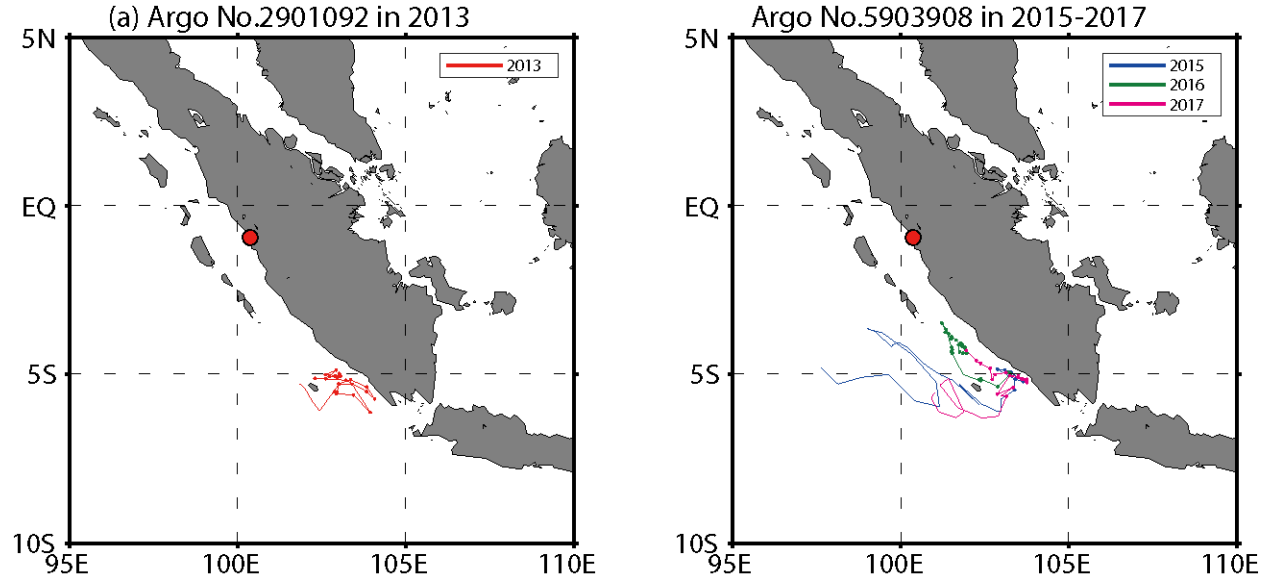 (a) Argo No.2901092 in 2013
5N
EQ
5S
10S
95E
100E
105E
110E
2013
Argo No.5903908 in 2015-2017
5N
EQ
5S
10S
95E
100E
105E
110E
2015
2016
2017